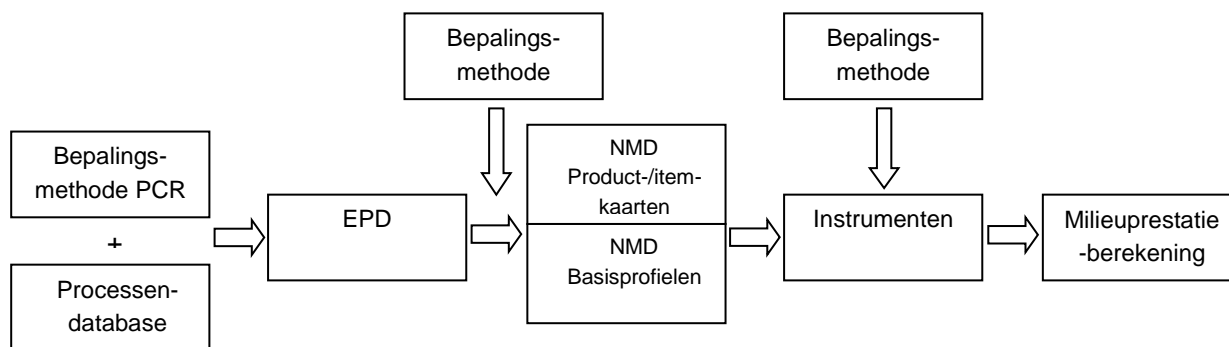 Bepalings-
methode
Bepalings-
methode
Bepalings-
methode PCR
+
Processen-
database
EPD
NMD
Product-/item-
kaarten
NMD
Basisprofielen
Instrumenten
Milieuprestatie
-berekening